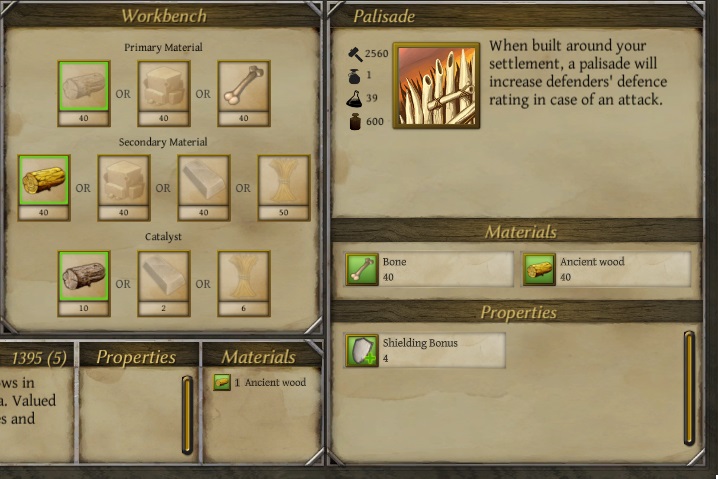 Workbench
Primary Material
OR OR
40 40 40
Secondary Material
OR OR OR
40 40 40 50
Catalyst
OR OR
10 2 6
1395 (5)
ows in
a. Valued
es and
Properties
Materials
1 Ancient wood
Palisade
2560
1
39
600
When built around your
settlement, a palisade will
increase defenders' defence
rating in case of an attack.
Materials
Bone
40
Ancient wood
40
Properties
Shielding Bonus
4